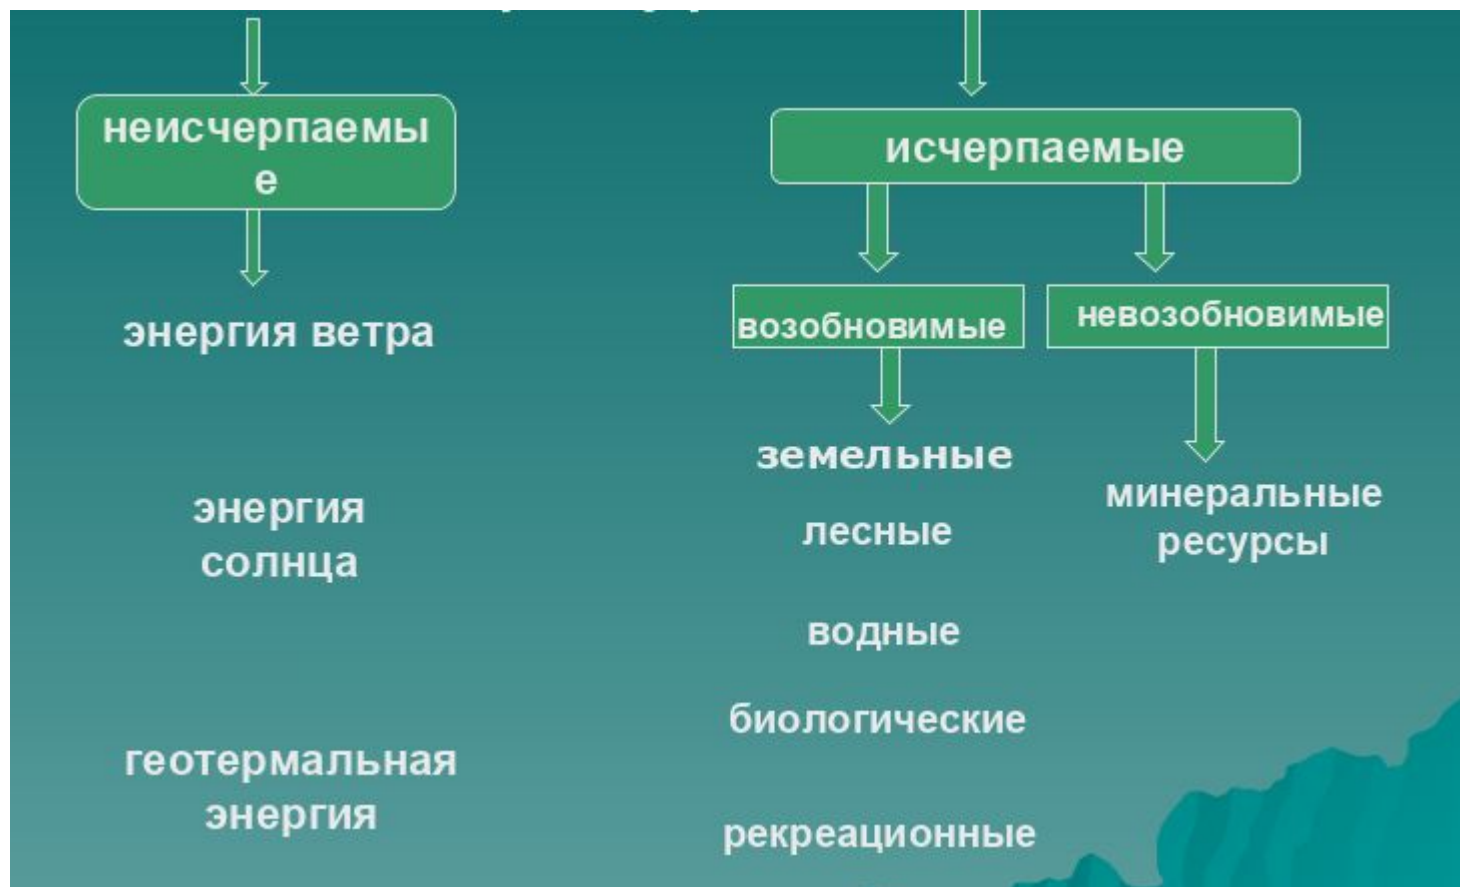 неисчерпаемы
е
энергия ветра
энергия
солнца
геотермальная
энергия
исчерпаемые
возобновимые
невозобновимые
земельные
лесные
водные
биологические
рекреационные
минеральные
ресурсы